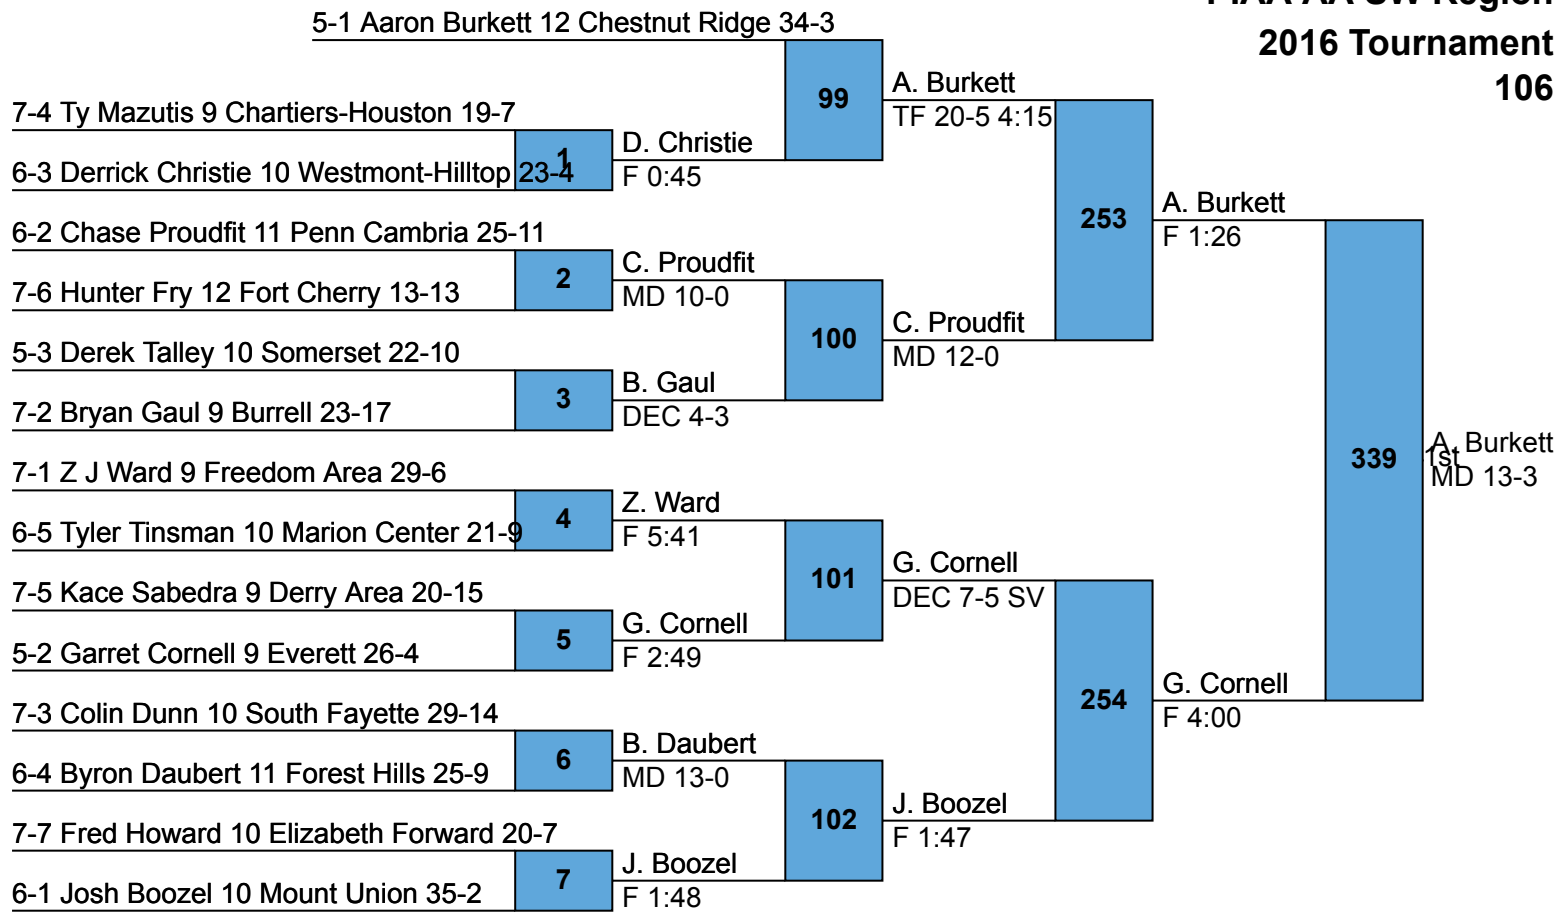 PIAA AA SW Region
2016 Tournament
106
5-1 Aaron Burkett 12 Chestnut Ridge 34-3
7-4 Ty Mazutis 9 Chartiers-Houston 19-7
6-3 Derrick Christie 10 Westmont-Hilltop 23-4
6-2 Chase Proudfit 11 Penn Cambria 25-11
7-6 Hunter Fry 12 Fort Cherry 13-13
5-3 Derek Talley 10 Somerset 22-10
7-2 Bryan Gaul 9 Burrell 23-17
7-1 Z J Ward 9 Freedom Area 29-6
6-5 Tyler Tinsman 10 Marion Center 21-9
7-5 Kace Sabedra 9 Derry Area 20-15
5-2 Garret Cornell 9 Everett 26-4
7-3 Colin Dunn 10 South Fayette 29-14
6-4 Byron Daubert 11 Forest Hills 25-9
7-7 Fred Howard 10 Elizabeth Forward 20-7
6-1 Josh Boozel 10 Mount Union 35-2
1
2
3
4
5
6
7
D. Christie
F 0:45
C. Proudfit
MD 10-0
B. Gaul
DEC 4-3
Z. Ward
F 5:41
G. Cornell
F 2:49
B. Daubert
MD 13-0
J. Boozel
F 1:48
99
100
101
102
A. Burkett
TF 20-5 4:15
C. Proudfit
MD 12-0
G. Cornell
DEC 7-5 SV
J. Boozel
F 1:47
253
254
A. Burkett
F 1:26
G. Cornell
F 4:00
339
A. Burkett
1st
MD 13-3